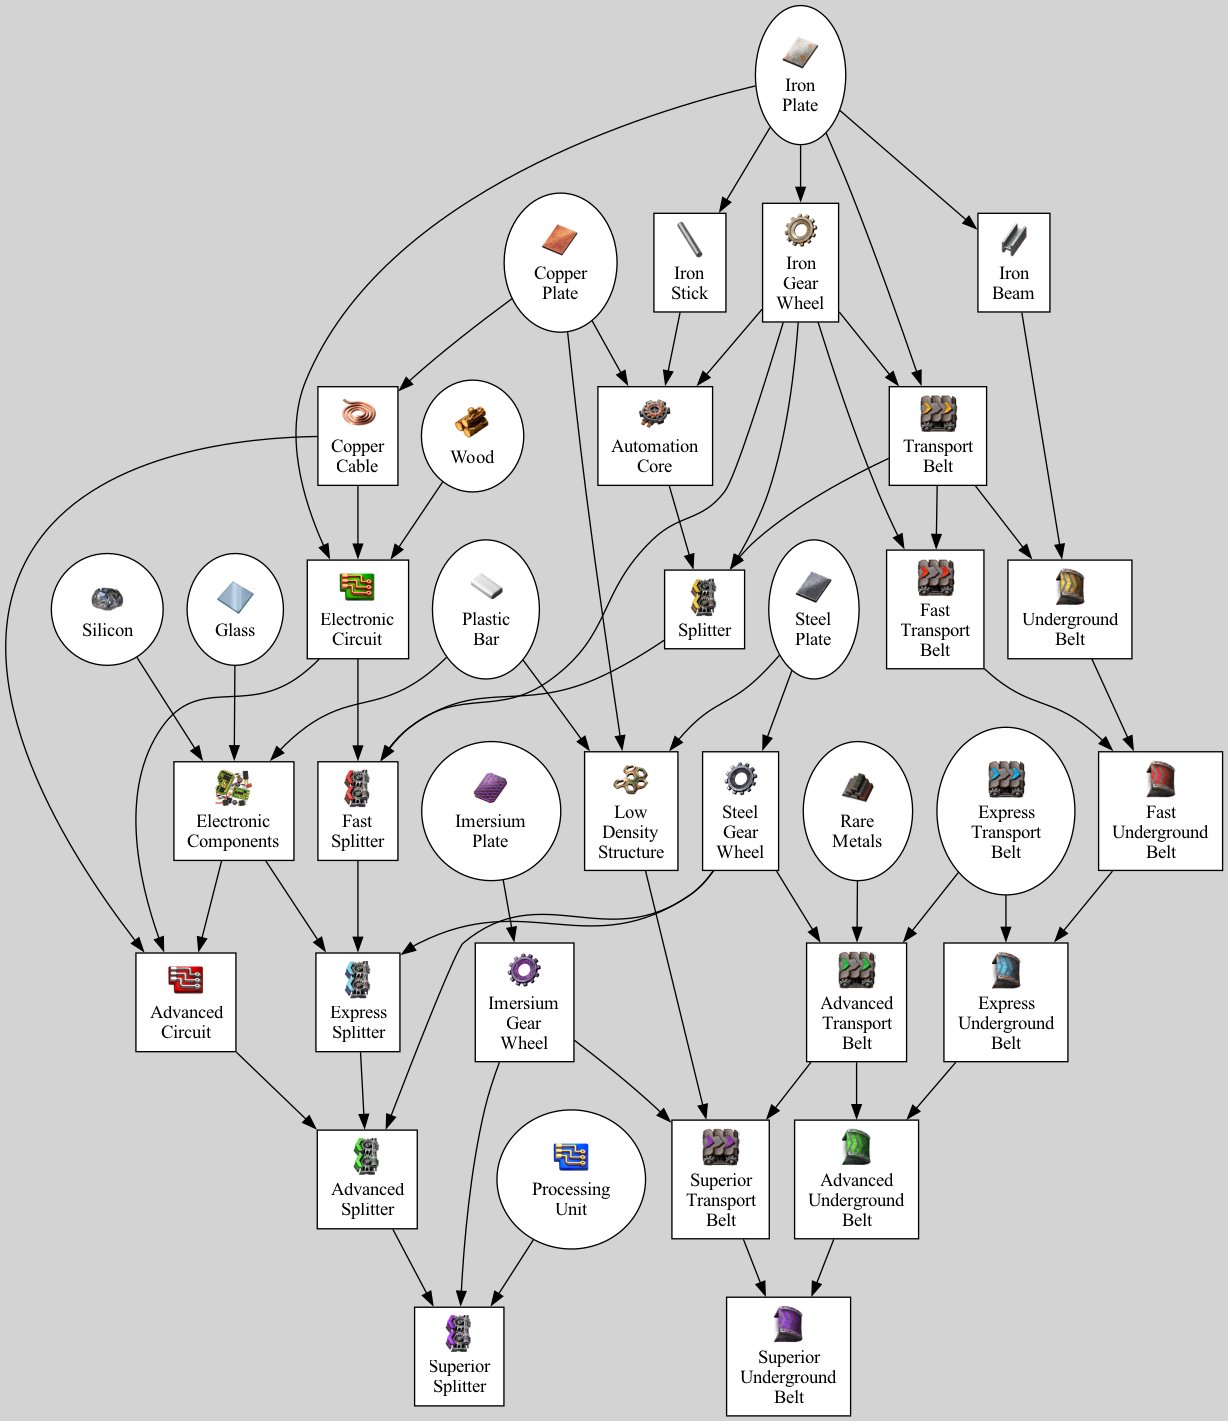 Iron
Plate
Copper
Plate
Iron
Stick
Iron
Gear
Wheel
Iron
Beam
Copper
Cable
Wood
Automation
Core
Transport
Belt
Silicon
Glass
Electronic
Circuit
Plastic
Bar
Splitter
Steel
Plate
Fast
Transport
Belt
Underground
Belt
Electronic
Components
Fast
Splitter
Imersium
Plate
Low
Density
Structure
Steel
Gear
Wheel
Rare
Metals
Express
Transport
Belt
Fast
Underground
Belt
Advanced
Circuit
Express
Splitter
Imersium
Gear
Wheel
Advanced
Transport
Belt
Express
Underground
Belt
Advanced
Splitter
Processing
Unit
Superior
Transport
Belt
Advanced
Underground
Belt
Superior
Splitter
Superior
Underground
Belt